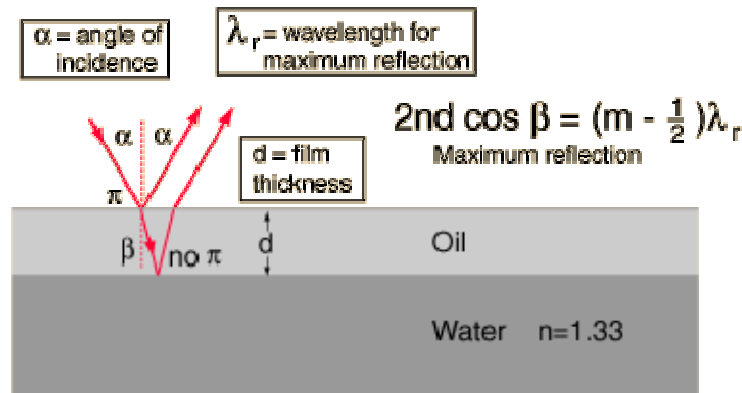 α = angle of
incidence
λr = wavelength for
maximum reflection
2nd cos β = (m - 1/2)λr
Maximum reflection
α α
d = film
thickness
π
β no π d Oil
Water n=1.33